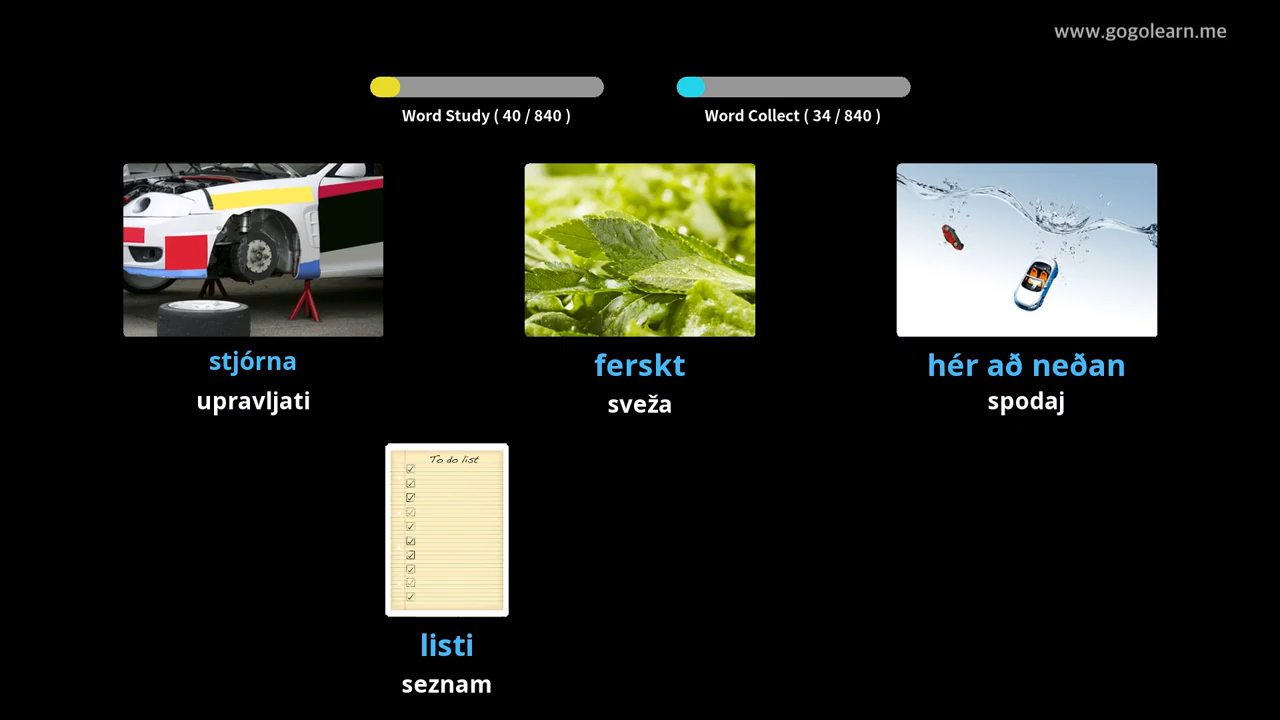 www.gogolearn.me
Word Study ( 40 / 840 )
Word Collect ( 34 / 840 )
stjórna
upravljati
ferskt
sveža
hér að neðan
spodaj
To do list
listi
seznam